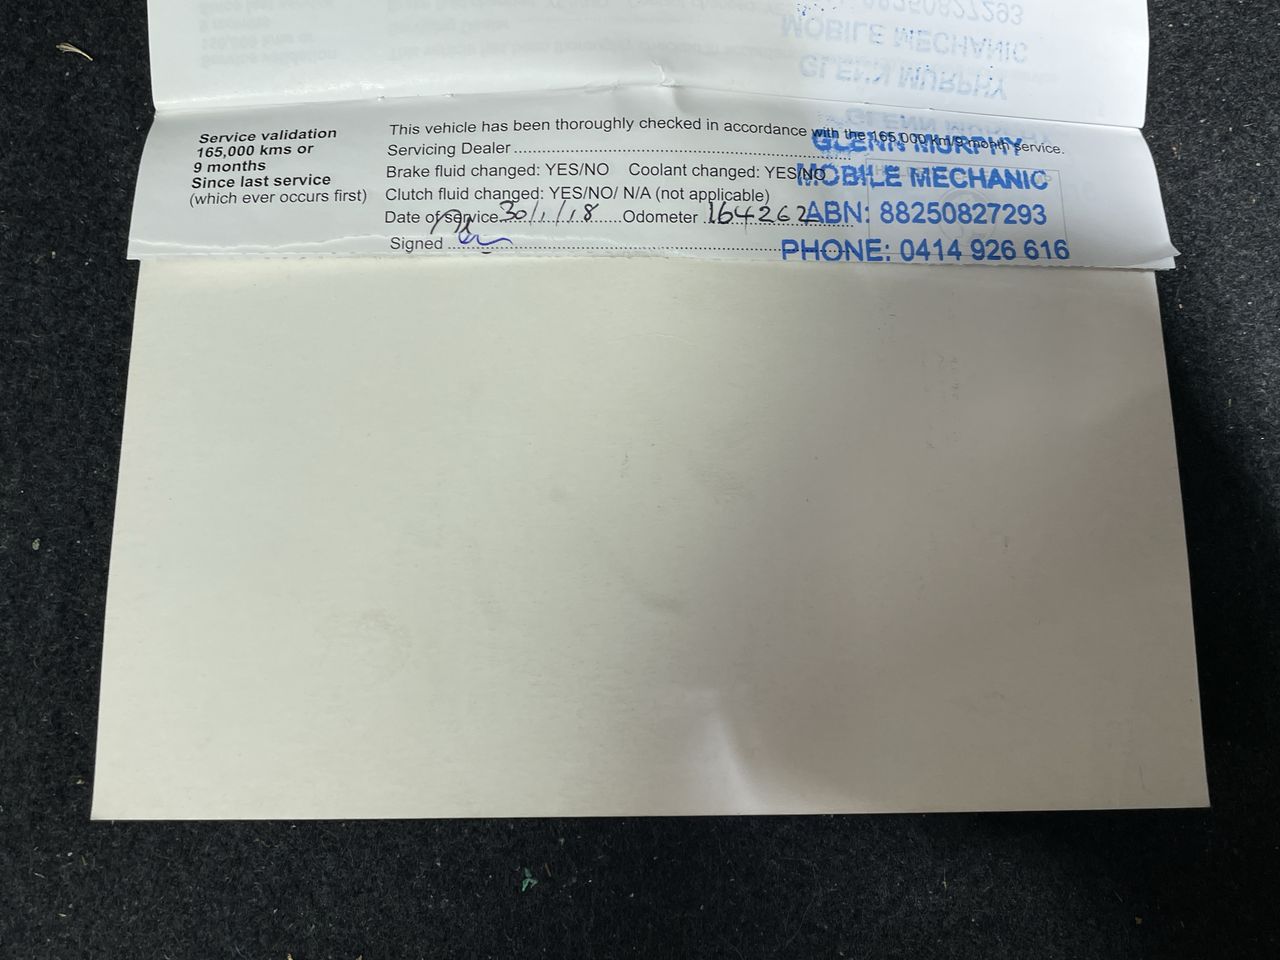 Service validation
165,000 kms or
9 months
Since last service
(which ever occurs first)
This vehicle has been thoroughly checked in accordance with the 165,000 km/9 month service.
Servicing Dealer
Brake fluid changed: YES/NO Coolant changed: YES/NO
Clutch fluid changed: YES/NO/ N/A (not applicable)
Date of service 30/1/18 Odometer 164262
Signed
GLENN MURPHY
MOBILE MECHANIC
ABN: 88250827293
PHONE: 0414 926 616